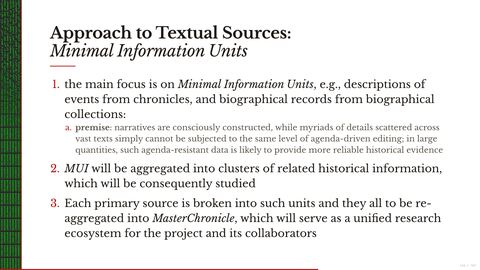 Approach to Textual Sources:
Minimal Information Units
1. the main focus is on Minimal Information Units, e.g., descriptions of
events from chronicles, and biographical records from biographical
collections:
a. premise: narratives are consciously constructed, while myriads of details scattered across
vast texts simply cannot be subjected to the same level of agenda-driven editing; in large
quantities, such agenda-resistant data is likely to provide more reliable historical evidence
2. MUI will be aggregated into clusters of related historical information,
which will be consequently studied
3. Each primary source is broken into such units and they all to be re-
aggregated into MasterChronicle, which will serve as a unified research
ecosystem for the project and its collaborators